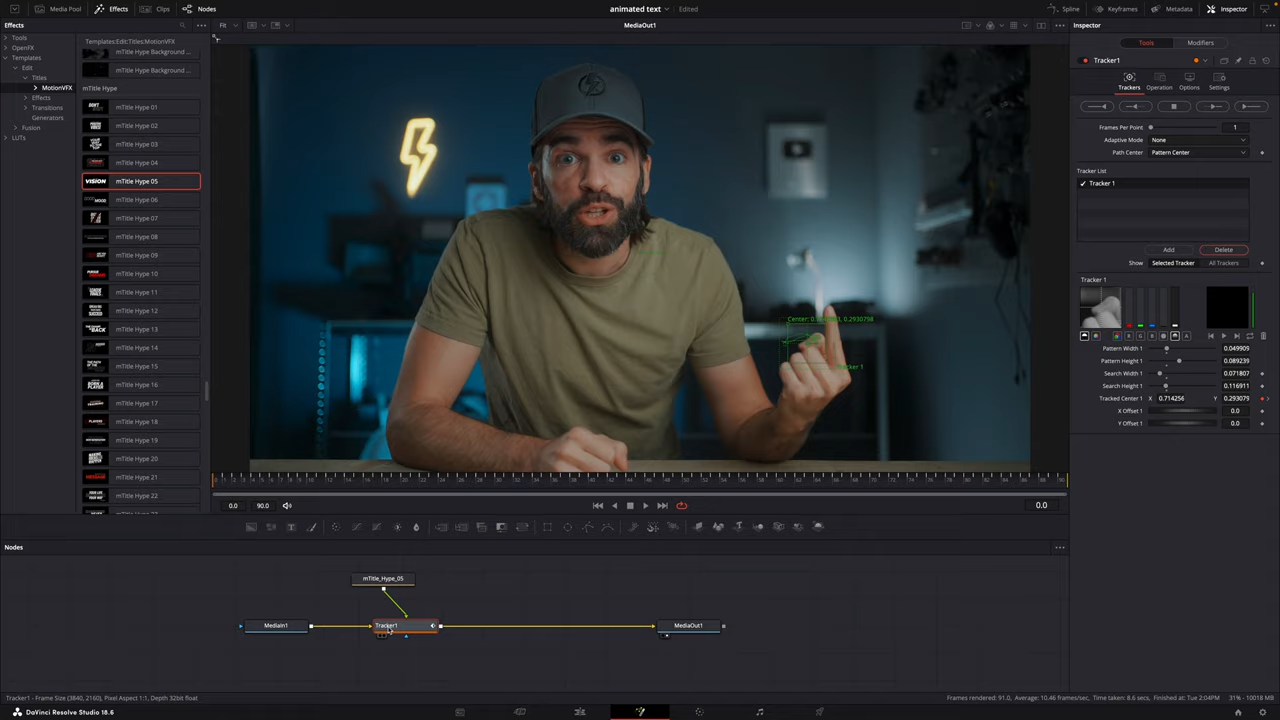 Media Pool
Effects
Clips
Nodes
animated text
Edited
Spline
Keyframes
Metadata
Inspector
Effects
Fit
MediaOut1
Inspector
Tools
OpenFX
Templates
Edit
Titles
MotionVFX
Effects
Transitions
Generators
Fusion
LUTs
Templates:Edit:Titles:MotionVFX
mTitle Hype Background ...
mTitle Hype Background ...
mTitle Hype
mTitle Hype 01
mTitle Hype 02
mTitle Hype 03
mTitle Hype 04
VISION
mTitle Hype 05
mTitle Hype 06
mTitle Hype 07
mTitle Hype 08
mTitle Hype 09
mTitle Hype 10
mTitle Hype 11
mTitle Hype 12
mTitle Hype 13
mTitle Hype 14
mTitle Hype 15
mTitle Hype 16
mTitle Hype 17
mTitle Hype 18
mTitle Hype 19
mTitle Hype 20
mTitle Hype 21
mTitle Hype 22
Tools
Modifiers
Tracker1
Trackers
Operation
Options
Settings
Frames Per Point
1
Adaptive Mode
None
Path Center
Pattern Center
Tracker List
Tracker 1
Add
Delete
Show
Selected Tracker
All Trackers
Tracker 1
Pattern Width 1
0.049909
Pattern Height 1
0.089239
Search Width 1
0.071807
Search Height 1
0.116911
Tracked Center 1
X
0.714256
Y
0.293079
X Offset 1
0.0
Y Offset 1
0.0
0.0
90.0
0.0
Nodes
mTitle_Hype_05
MediaIn1
Tracker1
MediaOut1
Tracker1 - Frame Size (3840, 2160), Pixel Aspect 1:1, Depth 32bit float
Frames rendered: 91.0, Average: 10.46 frames/sec, Time taken: 8.6 secs, Finished at: Tue 2:04PM
31% - 10018 MB
DaVinci Resolve Studio 18.6